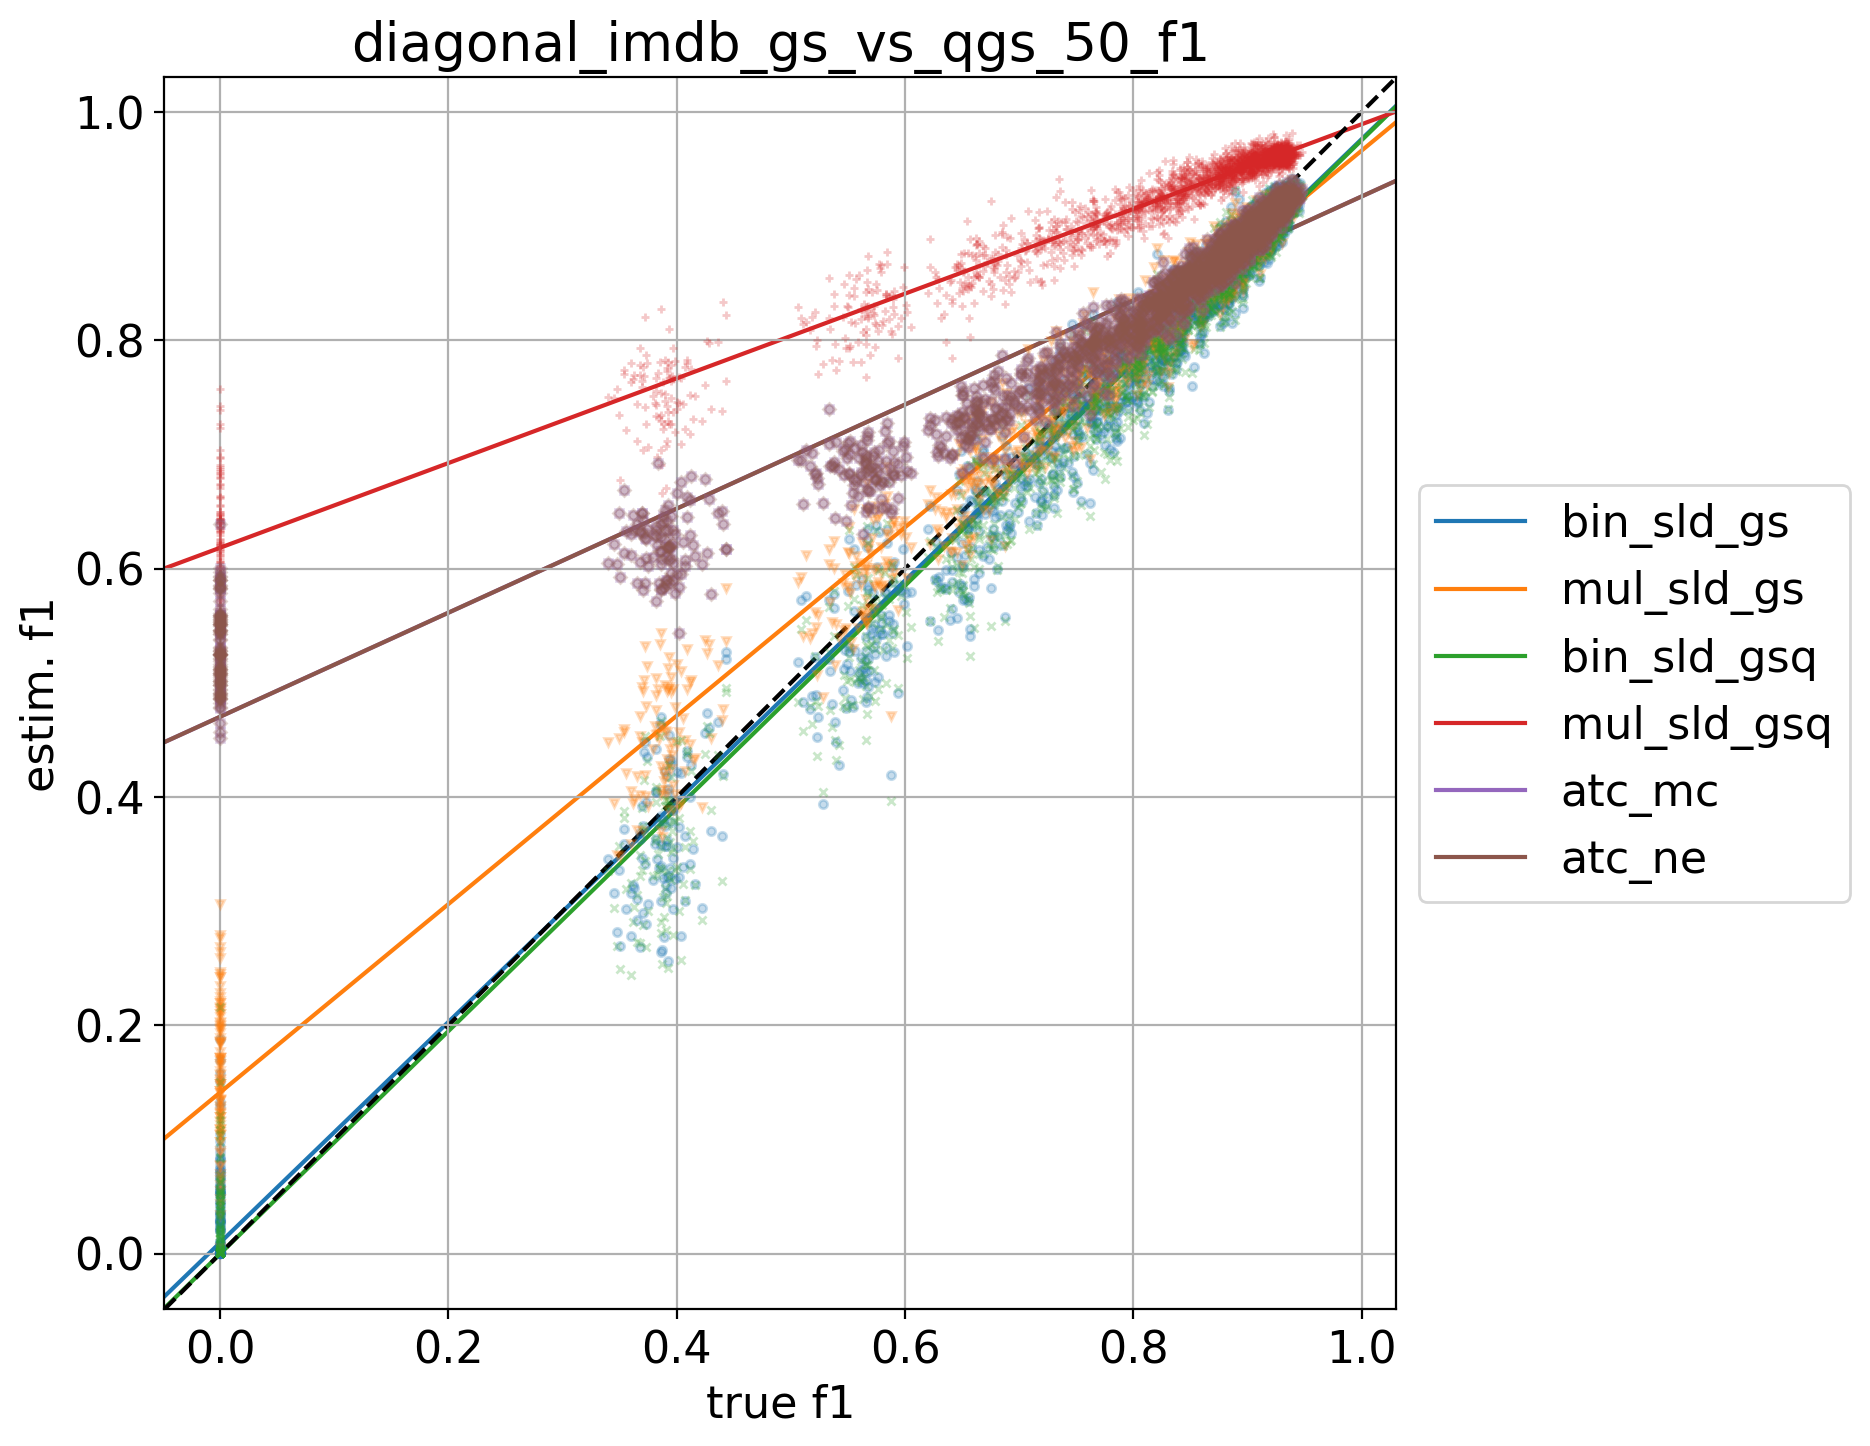 diagonal_imdb_gs_vs_qgs_50_f1
1.0
0.8
0.6
0.4
0.2
0.0
estim. f1
0.0 0.2 0.4 0.6 0.8 1.0
true f1
bin_sld_gs
mul_sld_gs
bin_sld_gsq
mul_sld_gsq
atc_mc
atc_ne